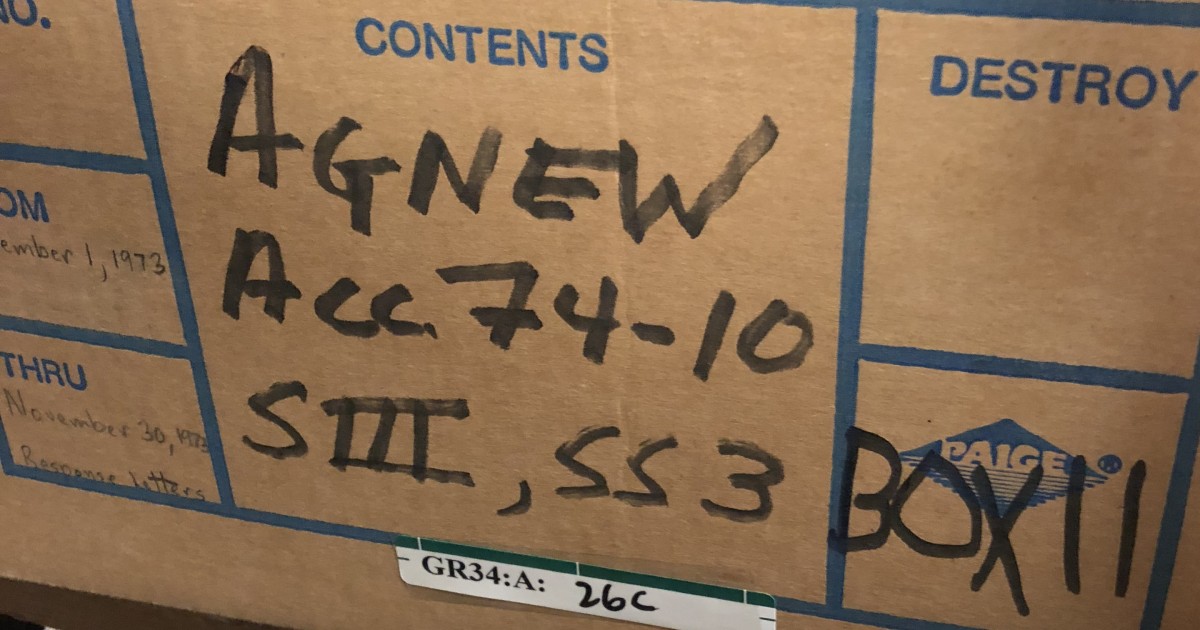 NO.
CONTENTS
DESTROY
AGNEW
Acc. 74-10
SIII, SS3
OM
ember 1, 1973
THRU
November 30, 1973
Response letters
PAIGE®
BOX 11
GR34:A: 26C